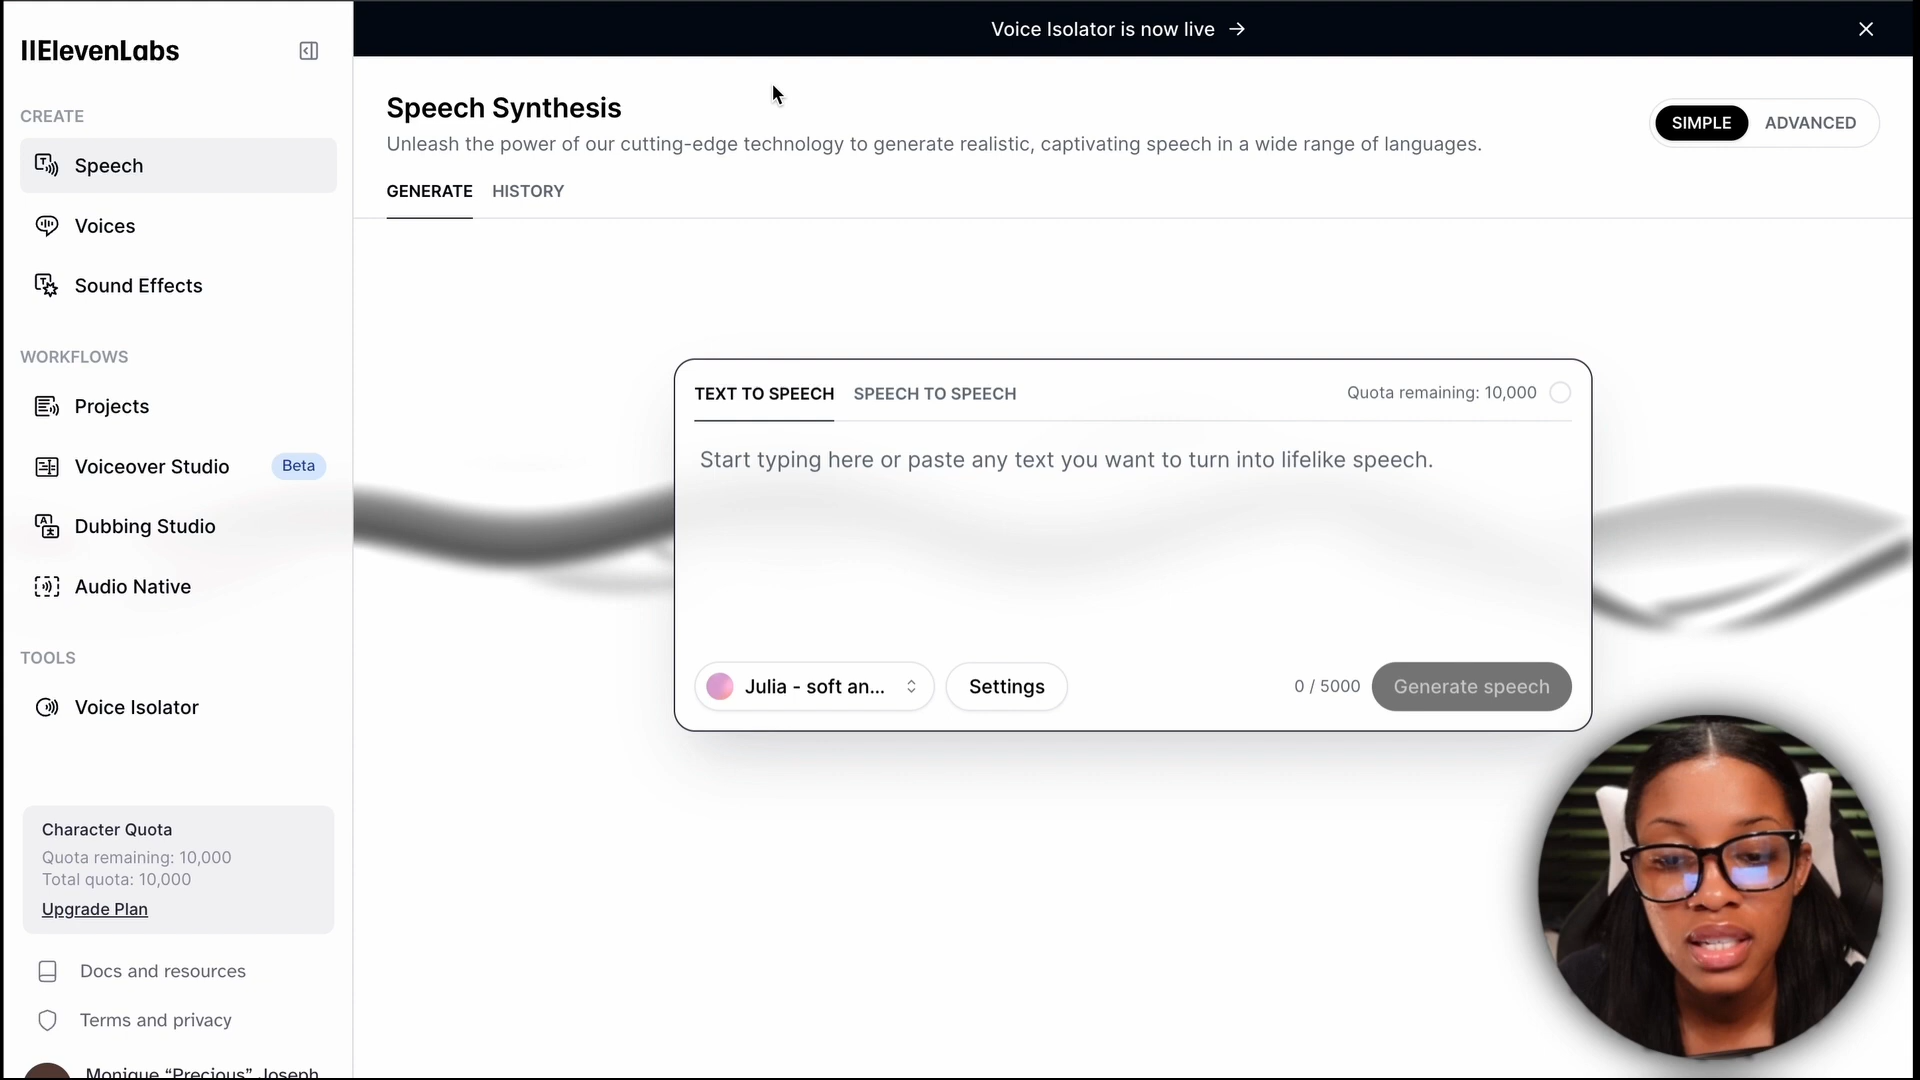 IIElevenLabs
CREATE
Speech
Voices
Sound Effects
WORKFLOWS
Projects
Voiceover Studio Beta
Dubbing Studio
Audio Native
TOOLS
Voice Isolator
Character Quota
Quota remaining: 10,000
Total quota: 10,000
Upgrade Plan
Docs and resources
Terms and privacy
Monique “Precious” Joseph
Voice Isolator is now live →
Speech Synthesis
Unleash the power of our cutting-edge technology to generate realistic, captivating speech in a wide range of languages.
SIMPLE ADVANCED
GENERATE HISTORY
TEXT TO SPEECH SPEECH TO SPEECH Quota remaining: 10,000
Start typing here or paste any text you want to turn into lifelike speech.
Julia - soft an... Settings 0 / 5000 Generate speech